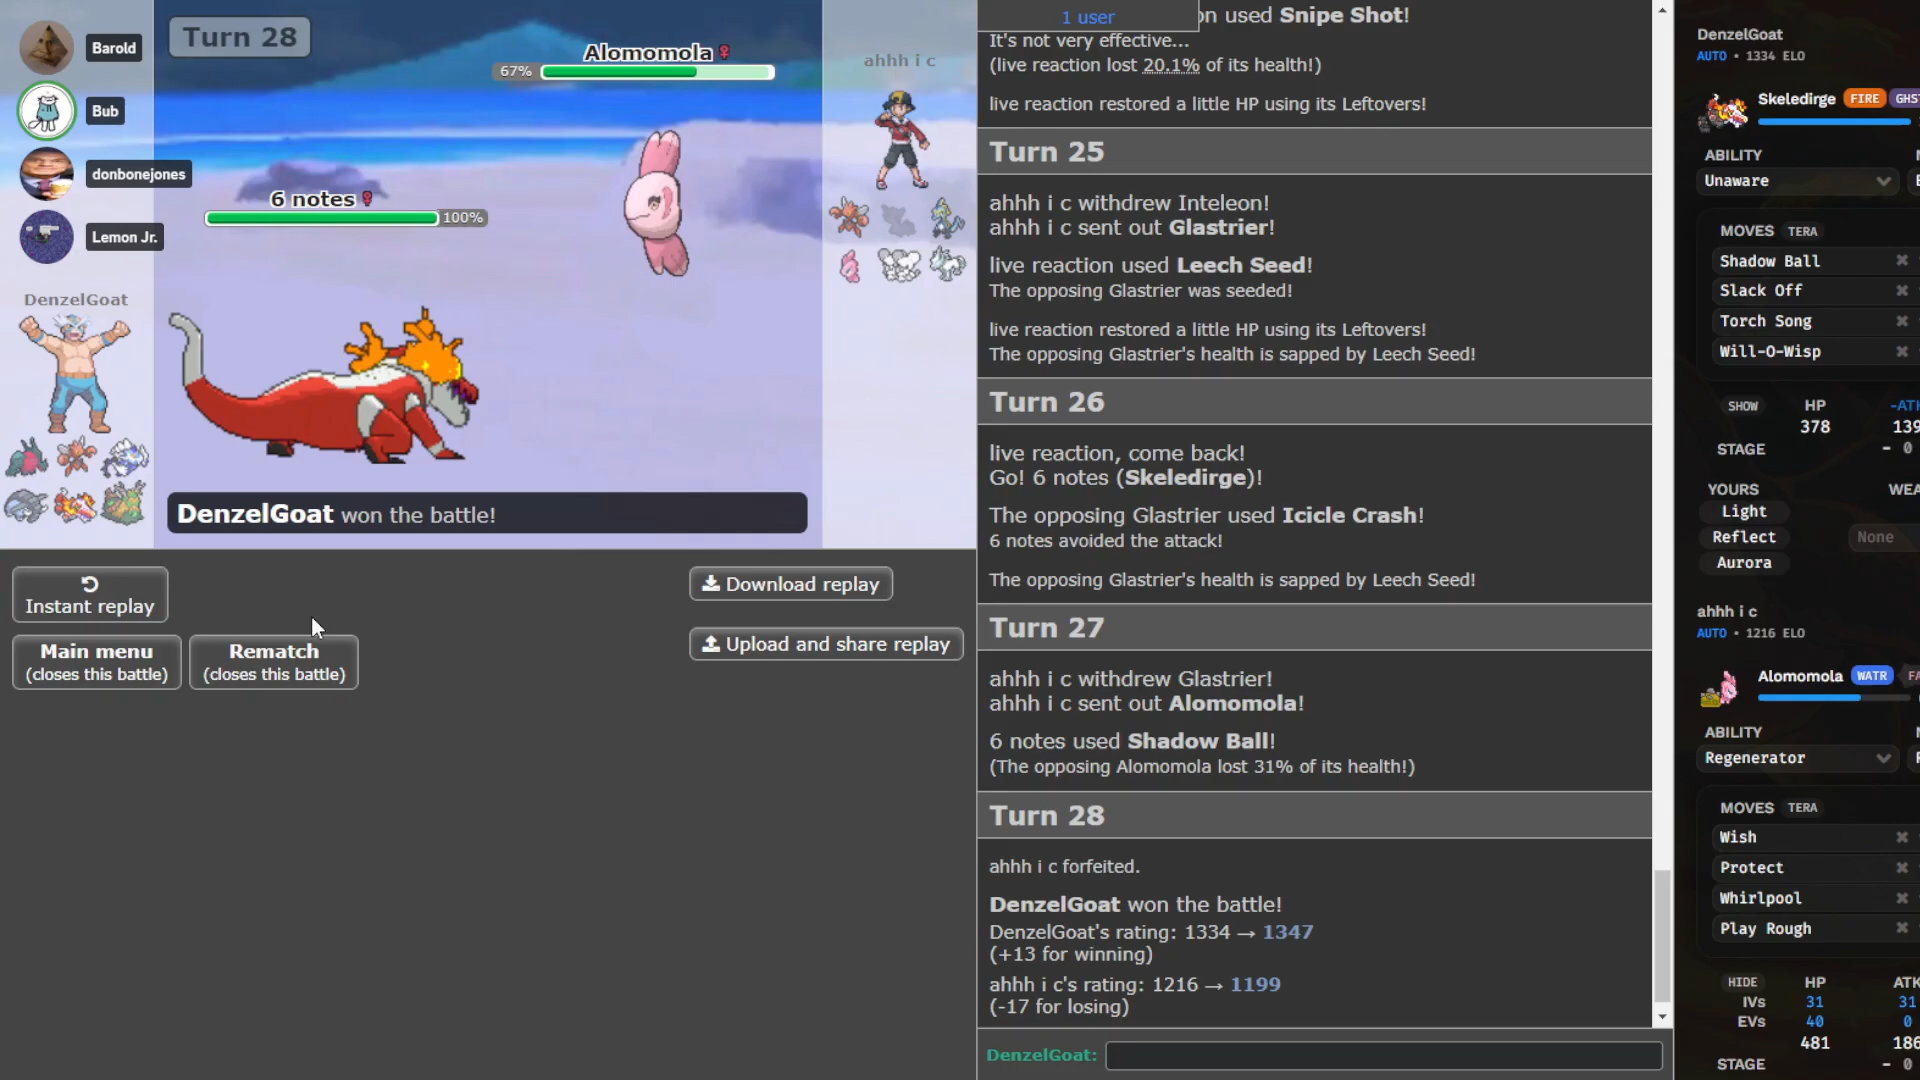 Barold
Bub
donbonejones
Lemon Jr.
DenzelGoat
Turn 28
Alomomola
67%
6 notes
100%
ahhh i c
DenzelGoat won the battle!
Instant replay
Main menu
(closes this battle)
Rematch
(closes this battle)
Download replay
Upload and share replay
1 user
on used Snipe Shot!
It's not very effective...
(live reaction lost 20.1% of its health!)
live reaction restored a little HP using its Leftovers!
Turn 25
ahhh i c withdrew Inteleon!
ahhh i c sent out Glastrier!
live reaction used Leech Seed!
The opposing Glastrier was seeded!
live reaction restored a little HP using its Leftovers!
The opposing Glastrier's health is sapped by Leech Seed!
Turn 26
live reaction, come back!
Go! 6 notes (Skeledirge)!
The opposing Glastrier used Icicle Crash!
6 notes avoided the attack!
The opposing Glastrier's health is sapped by Leech Seed!
Turn 27
ahhh i c withdrew Glastrier!
ahhh i c sent out Alomomola!
6 notes used Shadow Ball!
(The opposing Alomomola lost 31% of its health!)
Turn 28
ahhh i c forfeited.
DenzelGoat won the battle!
DenzelGoat's rating: 1334 → 1347
(+13 for winning)
ahhh i c's rating: 1216 → 1199
(-17 for losing)
DenzelGoat:
DenzelGoat
AUTO • 1334 ELO
Skeledirge FIRE GHST
ABILITY
Unaware
MOVES TERA
Shadow Ball
Slack Off
Torch Song
Will-O-Wisp
SHOW HP -ATK
378 139
STAGE - 0
YOURS WEA
Light
Reflect None
Aurora
ahhh i c
AUTO • 1216 ELO
Alomomola WATR FA
ABILITY
Regenerator
MOVES TERA
Wish
Protect
Whirlpool
Play Rough
HIDE HP ATK
IVs 31 31
EVs 40 0
481 186
STAGE - 0